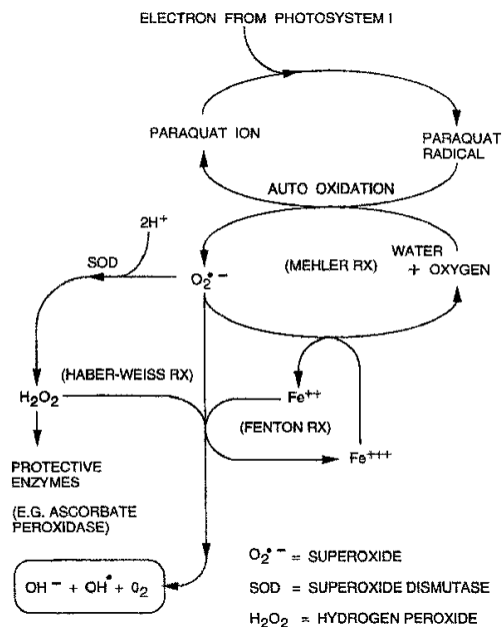 ELECTRON FROM PHOTOSYSTEM I
PARAQUAT ION
PARAQUAT
RADICAL
AUTO OXIDATION
2H⁺
SOD
O₂•⁻
(MEHLER RX)
WATER
+ OXYGEN
(HABER-WEISS RX)
H₂O₂
Fe⁺⁺
(FENTON RX)
Fe⁺⁺⁺
PROTECTIVE
ENZYMES
(E.G. ASCORBATE
PEROXIDASE)
OH⁻ + OH• + O₂
O₂•⁻ = SUPEROXIDE
SOD = SUPEROXIDE DISMUTASE
H₂O₂ = HYDROGEN PEROXIDE